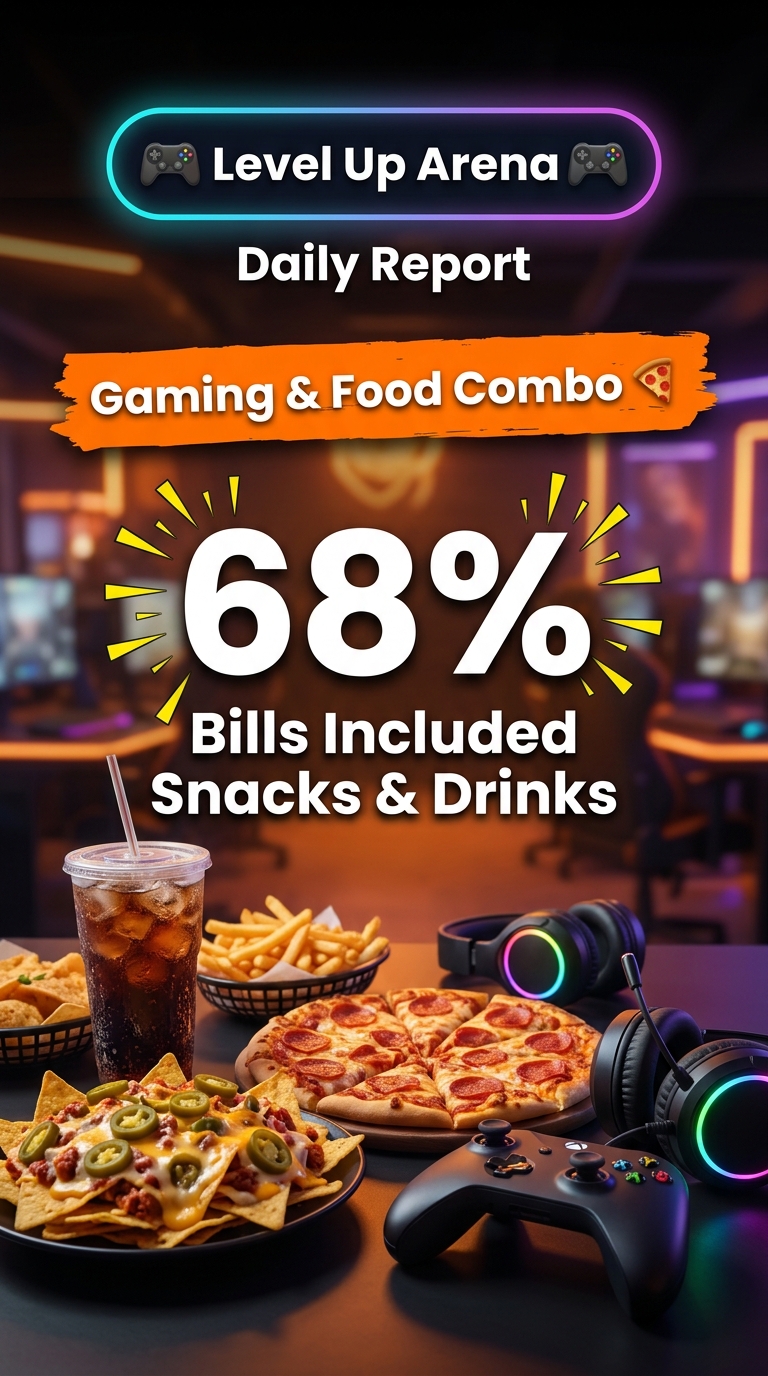 🎮 Level Up Arena 🎮
Daily Report
Gaming & Food Combo 🍕
68%
Bills Included
Snacks & Drinks